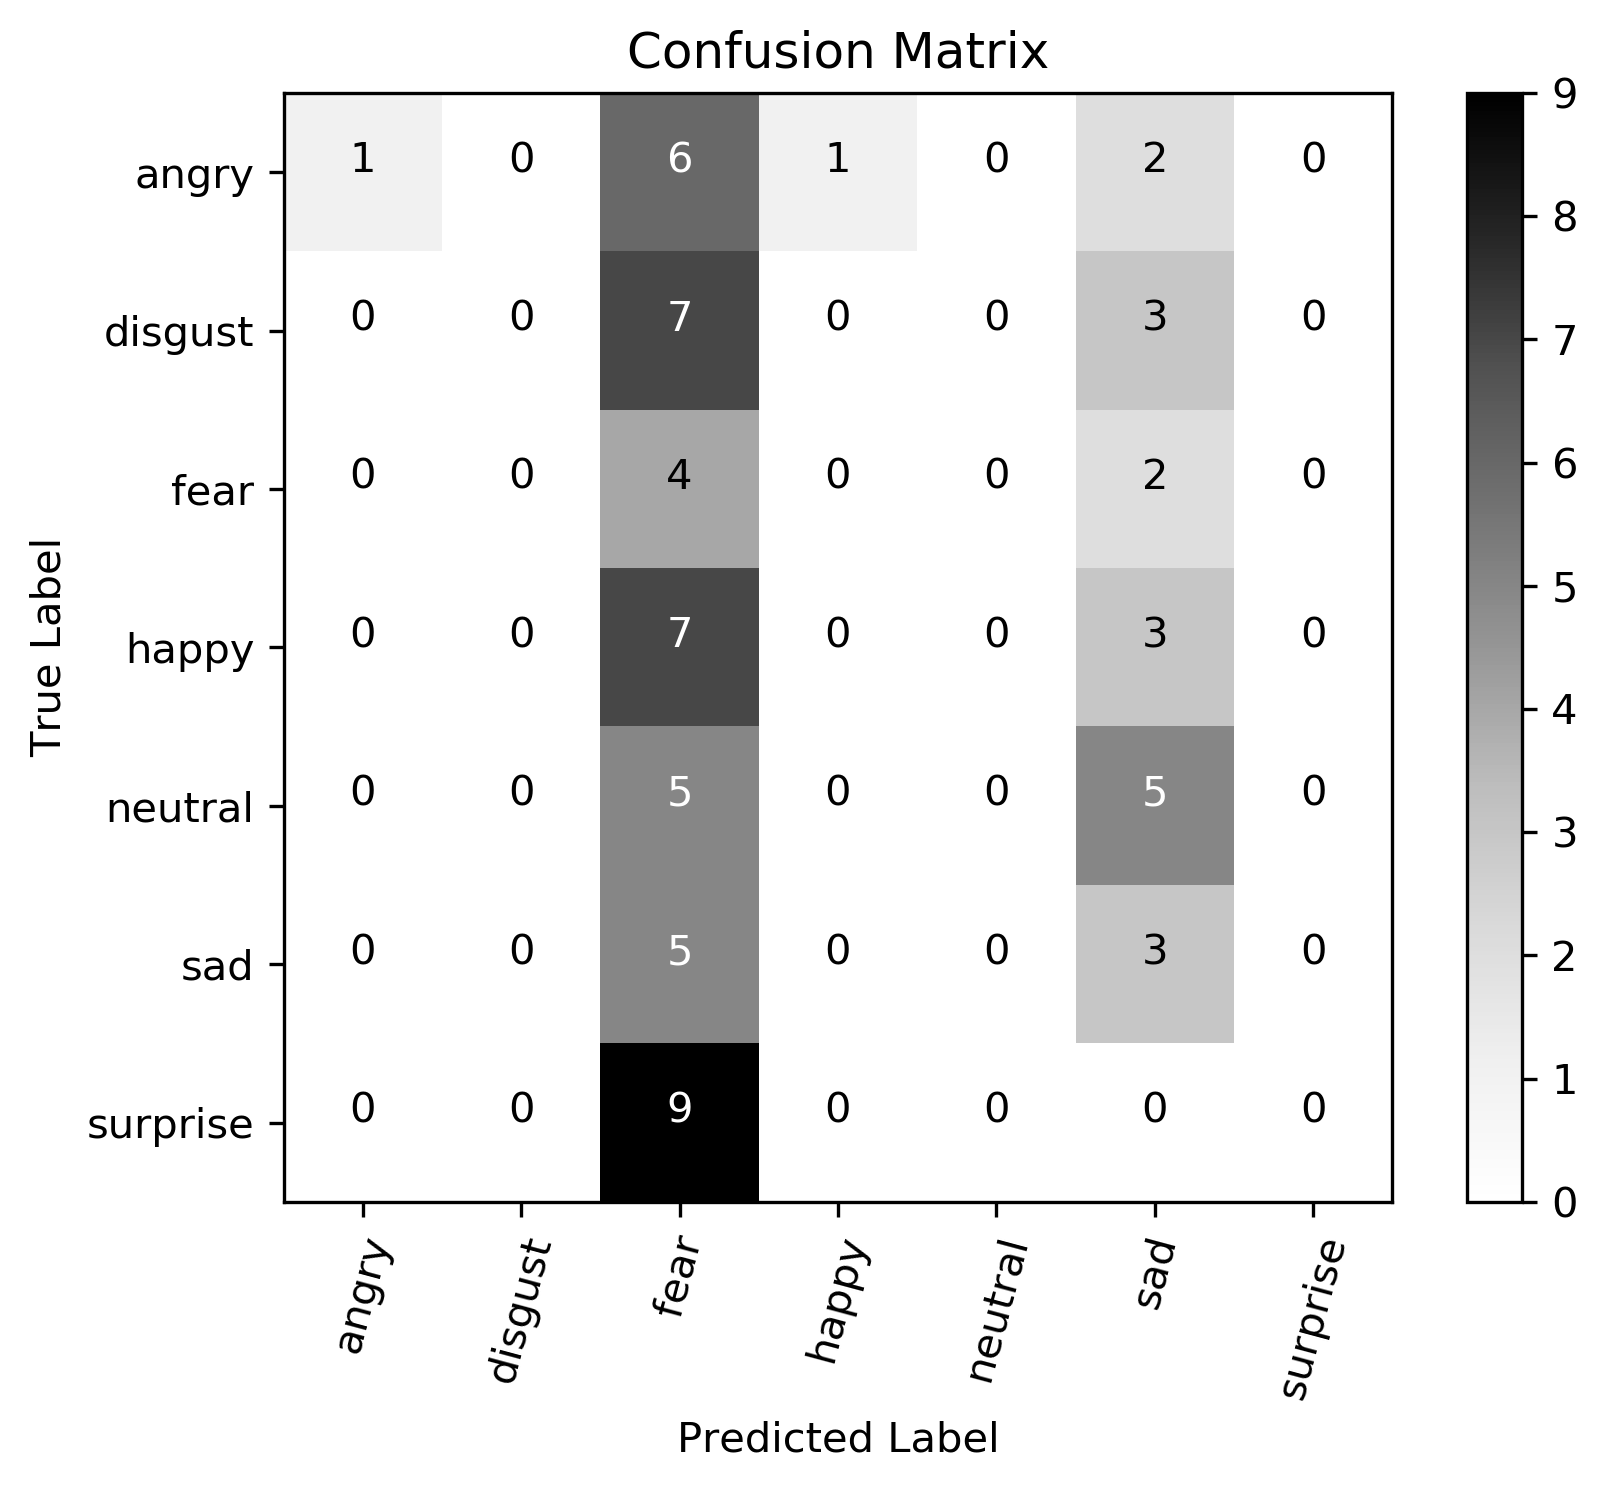 Confusion Matrix
angry 1 0 6 1 0 2 0
disgust 0 0 7 0 0 3 0
fear 0 0 4 0 0 2 0
happy 0 0 7 0 0 3 0
neutral 0 0 5 0 0 5 0
sad 0 0 5 0 0 3 0
surprise 0 0 9 0 0 0 0
True Label
angry disgust fear happy neutral sad surprise
Predicted Label
9
8
7
6
5
4
3
2
1
0